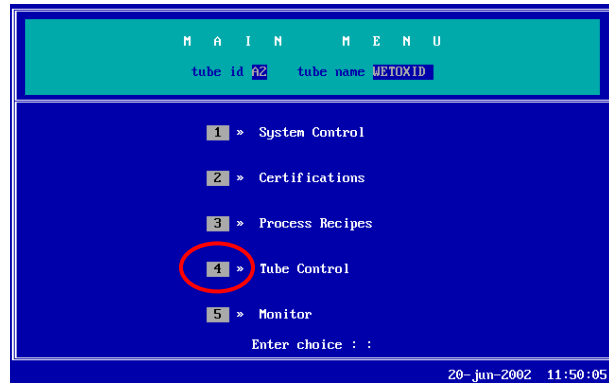 M A I N M E N U
tube id A2 tube name WETOXID
1 » System Control
2 » Certifications
3 » Process Recipes
4 » Tube Control
5 » Monitor
Enter choice : :
20-jun-2002 11:50:05